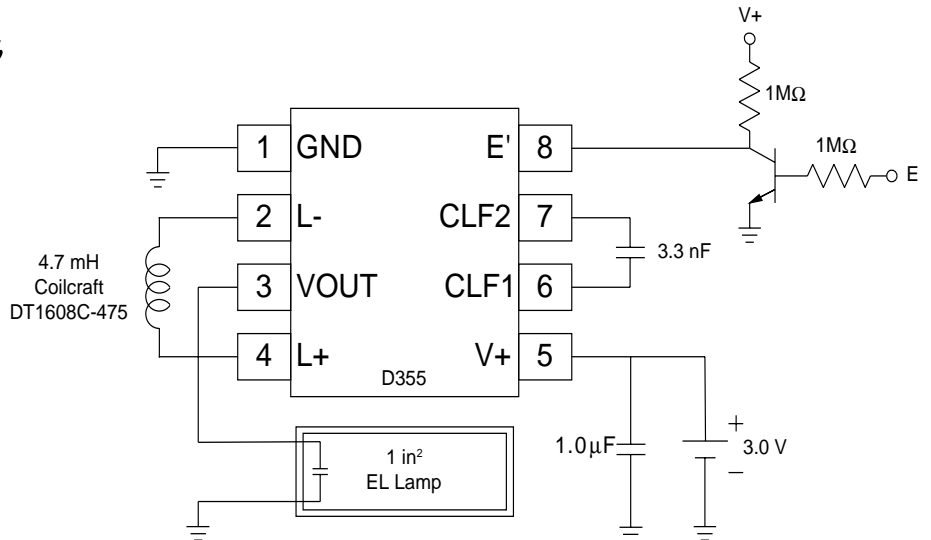 V+
1MΩ
1MΩ
E
1 GND
E' 8
2 L-
CLF2 7
3.3 nF
4.7 mH
Coilcraft
DT1608C-475
3 VOUT
CLF1 6
4 L+
V+ 5
D355
1.0µF
+
3.0 V
−
1 in²
EL Lamp